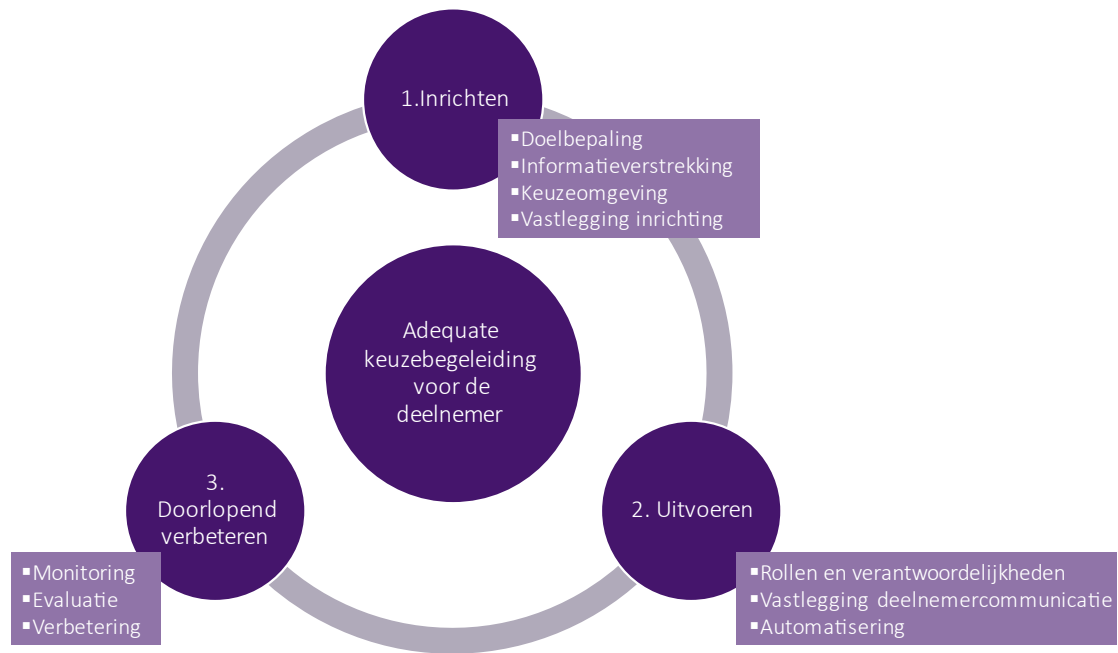 1.Inrichten
▪Doelbepaling
▪Informatieverstrekking
▪Keuzeomgeving
▪Vastlegging inrichting
Adequate
keuzebegeleiding
voor de
deelnemer
2. Uitvoeren
▪Rollen en verantwoordelijkheden
▪Vastlegging deelnemercommunicatie
▪Automatisering
3.
Doorlopend
verbeteren
▪Monitoring
▪Evaluatie
▪Verbetering